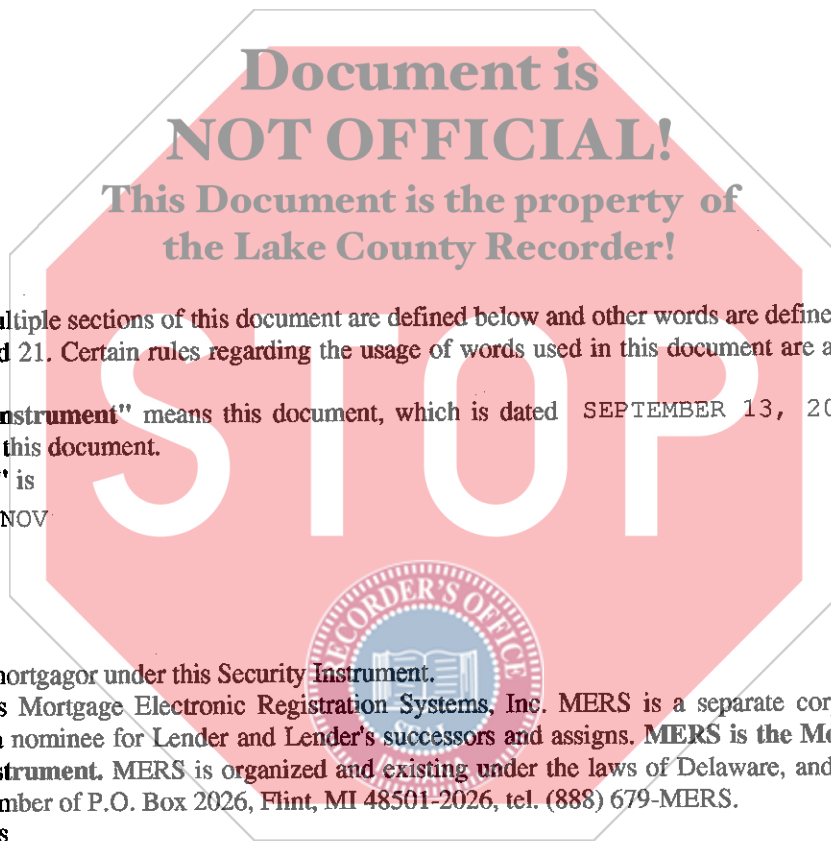 Document is
NOT OFFICIAL!
This Document is the property of
the Lake County Recorder!
ltiple sections of this document are defined below and other words are define
d 21. Certain rules regarding the usage of words used in this document are a
nstrument" means this document, which is dated SEPTEMBER 13, 20
this document.
" is
STOP
NOV
RECORDER'S OFFICE
nortgagor under this Security Instrument.
s Mortgage Electronic Registration Systems, Inc. MERS is a separate cor
a nominee for Lender and Lender's successors and assigns. MERS is the Mo
strument. MERS is organized and existing under the laws of Delaware, and
SEAL
mber of P.O. Box 2026, Flint, MI 48501-2026, tel. (888) 679-MERS.
s